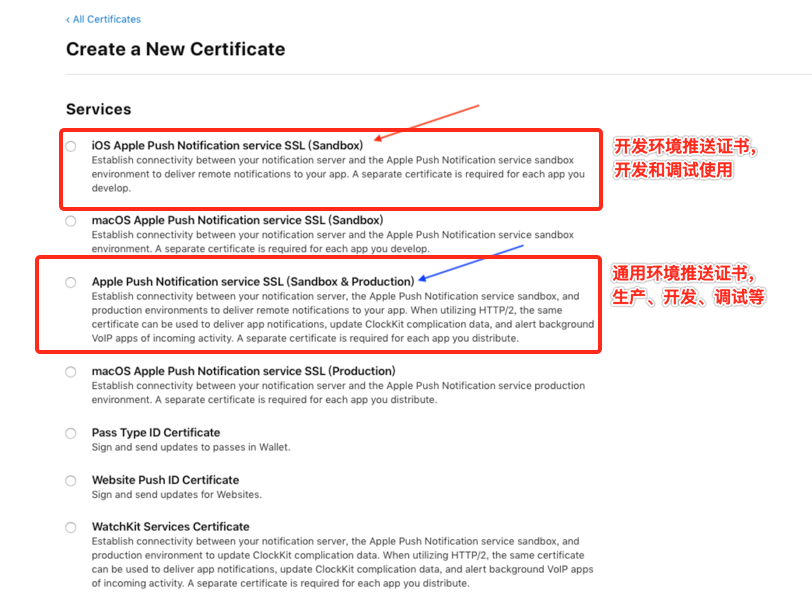 ‹ All Certificates
Create a New Certificate
Services
iOS Apple Push Notification service SSL (Sandbox)
Establish connectivity between your notification server and the Apple Push Notification service sandbox
environment to deliver remote notifications to your app. A separate certificate is required for each app you
develop.
开发环境推送证书,
开发和调试使用
macOS Apple Push Notification service SSL (Sandbox)
Establish connectivity between your notification server and the Apple Push Notification service sandbox
environment. A separate certificate is required for each app you develop.
Apple Push Notification service SSL (Sandbox & Production)
Establish connectivity between your notification server, the Apple Push Notification service sandbox, and
production environments to deliver remote notifications to your app. When utilizing HTTP/2, the same
certificate can be used to deliver app notifications, update ClockKit complication data, and alert background
VoIP apps of incoming activity. A separate certificate is required for each app you distribute.
通用环境推送证书,
生产、开发、调试等
macOS Apple Push Notification service SSL (Production)
Establish connectivity between your notification server and the Apple Push Notification service production
environment. A separate certificate is required for each app you distribute.
Pass Type ID Certificate
Sign and send updates to passes in Wallet.
Website Push ID Certificate
Sign and send updates for Websites.
WatchKit Services Certificate
Establish connectivity between your notification server, the Apple Push Notification service sandbox, and
production environment to update ClockKit complication data. When utilizing HTTP/2, the same certificate
can be used to deliver app notifications, update ClockKit complication data, and alert background VoIP apps
of incoming activity. A separate certificate is required for each app you distribute.